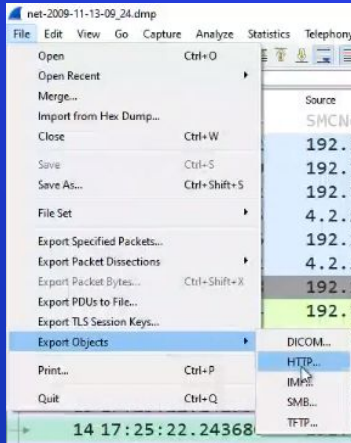 net-2009-11-13-09_24.dmp
File Edit View Go Capture Analyze Statistics Telephony
Open Ctrl+O
Open Recent
Merge...
Import from Hex Dump...
Close Ctrl+W
Save Ctrl+S
Save As... Ctrl+Shift+S
File Set
Export Specified Packets...
Export Packet Dissections
Export Packet Bytes... Ctrl+Shift+X
Export PDUs to File...
Export TLS Session Keys...
Export Objects
Print... Ctrl+P
Quit Ctrl+Q
Source
SMCN
192.
192.
192.
4.2.
192.
4.2.
192.
192.
DICOM...
HTTP...
IMF...
SMB...
TFTP...
14 17:25:22.24368